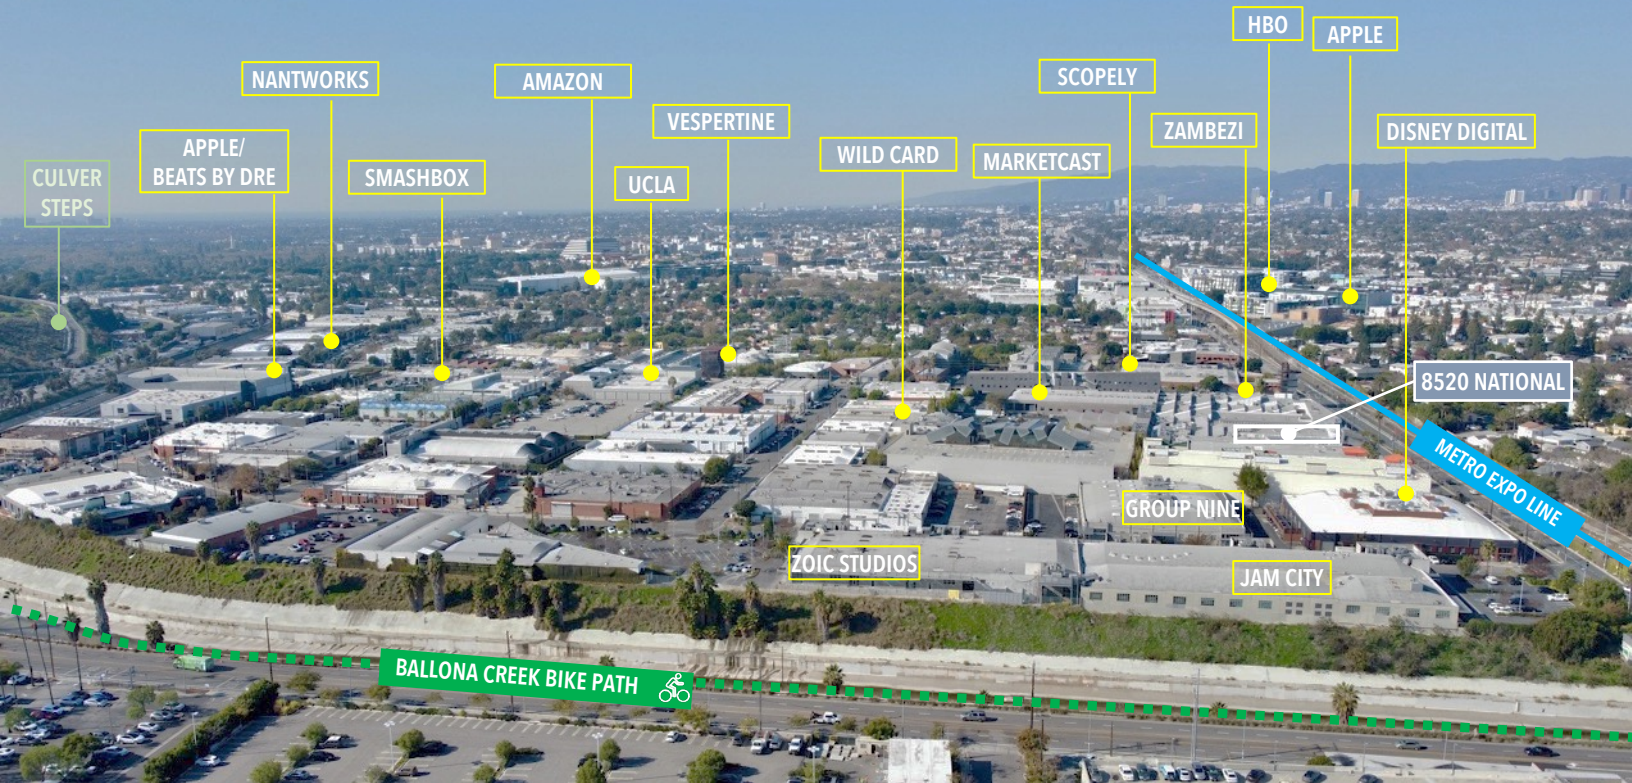 HBO
APPLE
NANTWORKS
AMAZON
SCOPELY
VESPERTINE
ZAMBEZI
DISNEY DIGITAL
APPLE/
BEATS BY DRE
WILD CARD
MARKETCAST
CULVER
STEPS
SMASHBOX
UCLA
8520 NATIONAL
METRO EXPO LINE
GROUP NINE
ZOIC STUDIOS
JAM CITY
BALLONA CREEK BIKE PATH